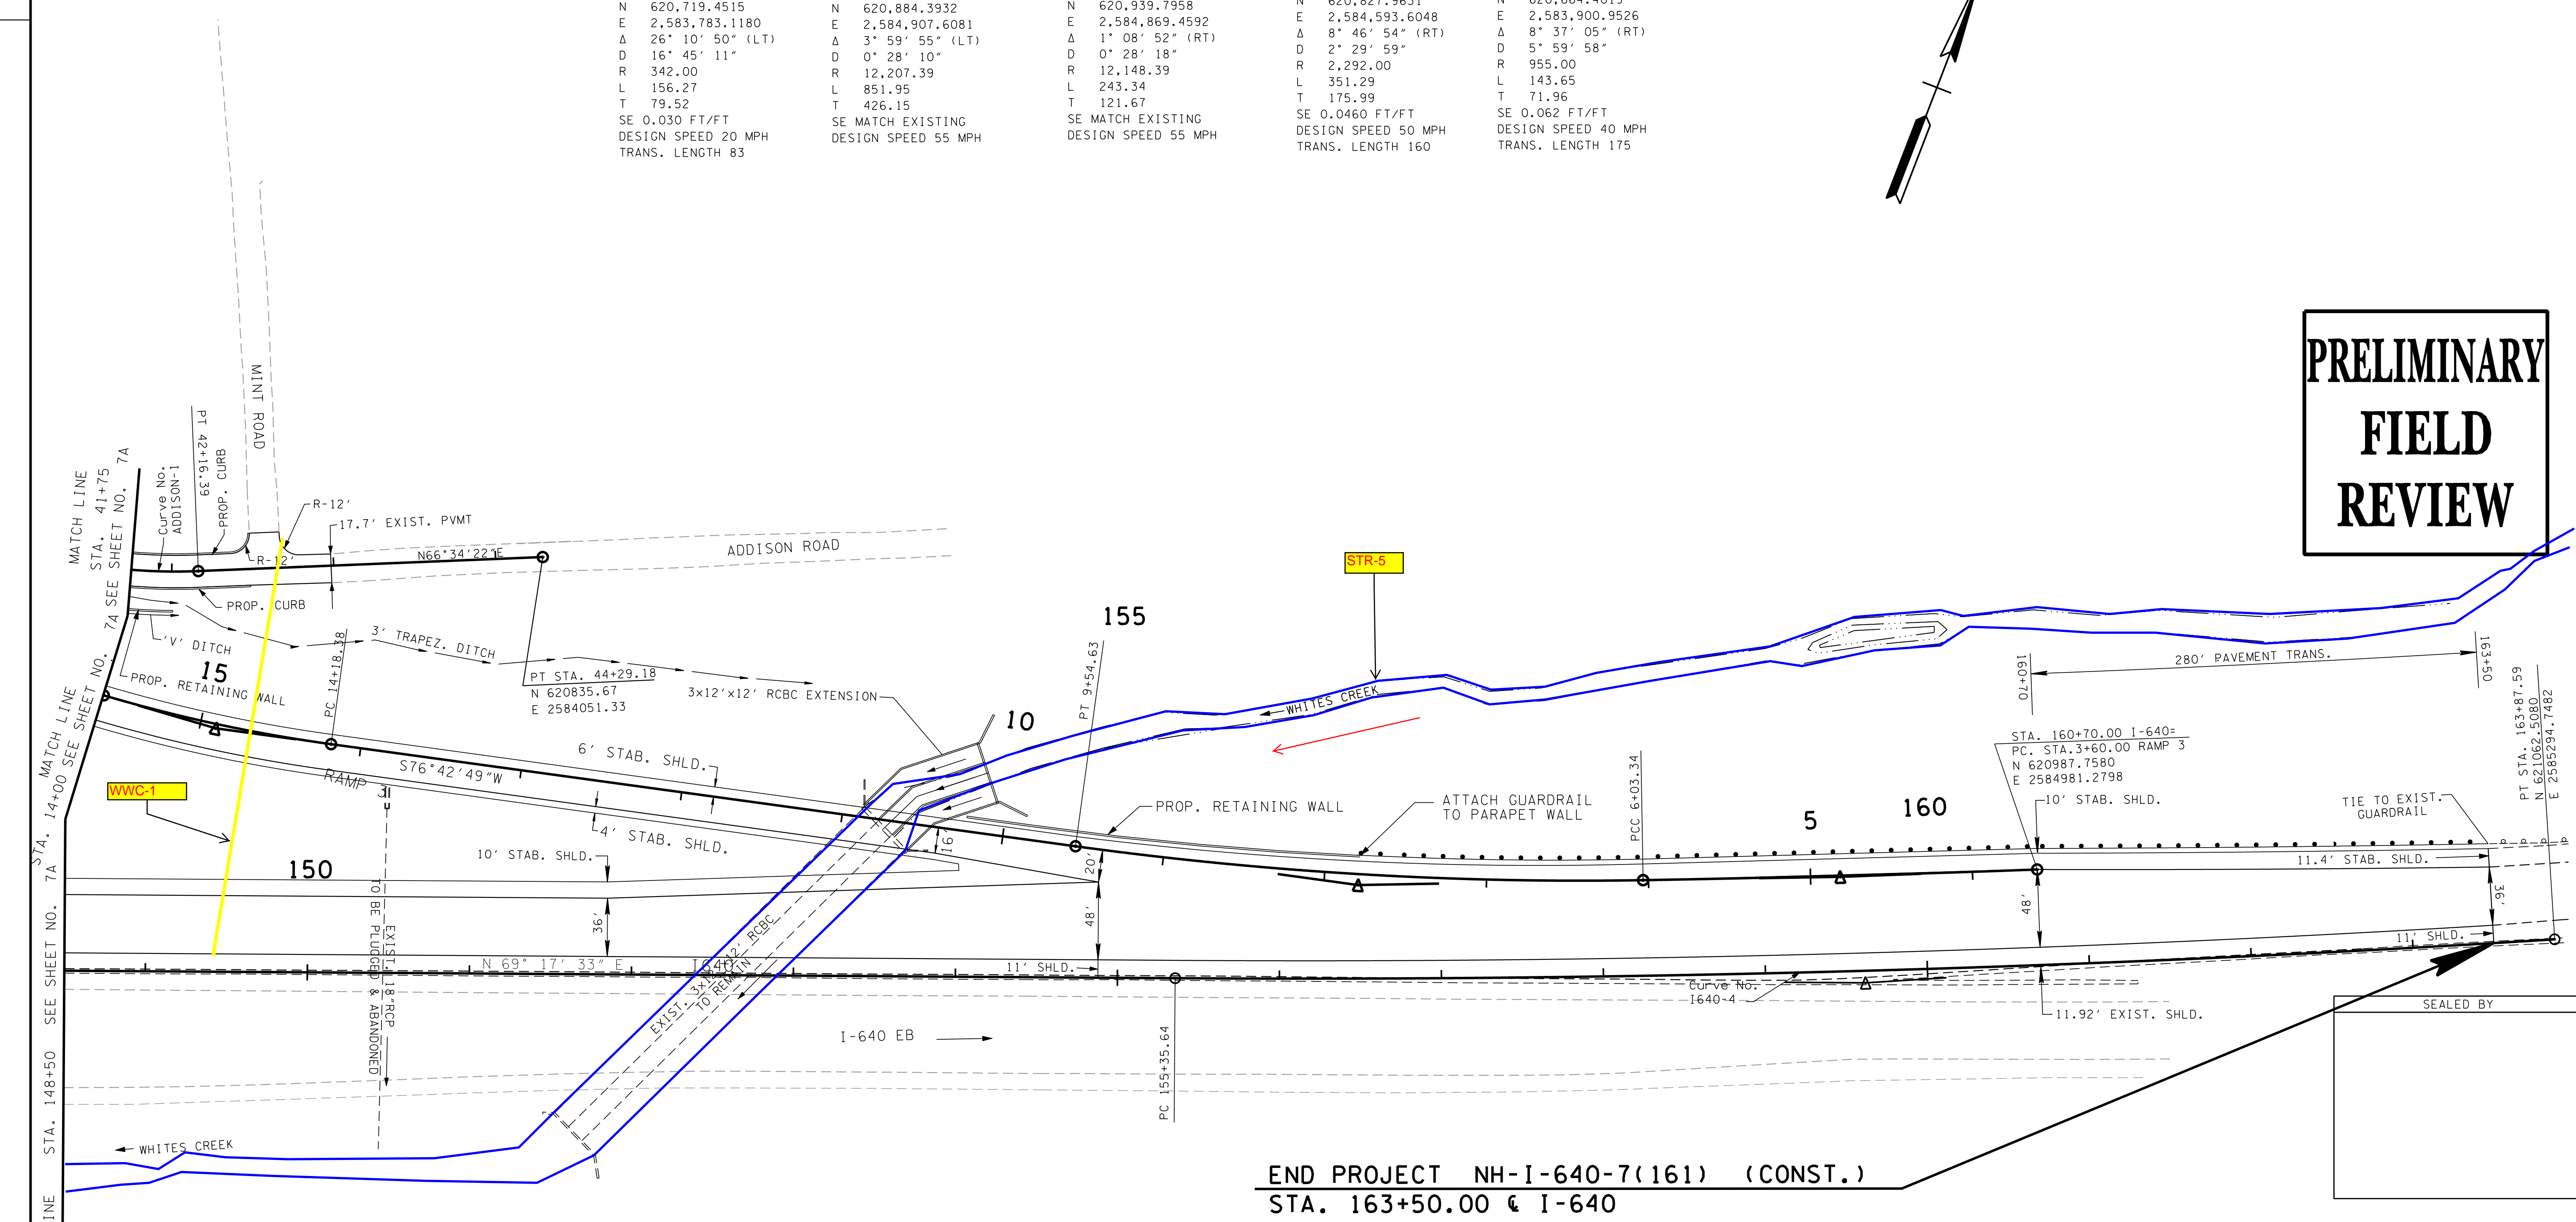 N 620,719.4515
E 2,583,783.1180
Δ 26° 10' 50" (LT)
D 16° 45' 11"
R 342.00
L 156.27
T 79.52
SE 0.030 FT/FT
DESIGN SPEED 20 MPH
TRANS. LENGTH 83
N 620,884.3932
E 2,584,907.6081
Δ 3° 59' 55" (LT)
D 0° 28' 10"
R 12,207.39
L 851.95
T 426.15
SE MATCH EXISTING
DESIGN SPEED 55 MPH
N 620,939.7958
E 2,584,869.4592
Δ 1° 08' 52" (RT)
D 0° 28' 18"
R 12,148.39
L 243.34
T 121.67
SE MATCH EXISTING
DESIGN SPEED 55 MPH
E 2,584,593.6048
Δ 8° 46' 54" (RT)
D 2° 29' 59"
R 2,292.00
L 351.29
T 175.99
SE 0.0460 FT/FT
DESIGN SPEED 50 MPH
TRANS. LENGTH 160
E 2,583,900.9526
Δ 8° 37' 05" (RT)
D 5° 59' 58"
R 955.00
L 143.65
T 71.96
SE 0.062 FT/FT
DESIGN SPEED 40 MPH
TRANS. LENGTH 175
PRELIMINARY
FIELD
REVIEW
MINT ROAD
MATCH LINE
STA. 41+75
SEE SHEET NO. 7A
Curve No.
ADDISON-1
PT 42+16.39
PROP. CURB
R-12'
17.7' EXIST. PVMT
R-12'
N66°34'22"E
ADDISON ROAD
PROP. CURB
'V' DITCH
3' TRAPEZ. DITCH
15
PROP. RETAINING WALL
PC 14+18.38
PT STA. 44+29.18
N 620835.67
E 2584051.33
3x12'x12' RCBC EXTENSION
10
PT 9+54.63
155
STR-5
WHITES CREEK
160+70
280' PAVEMENT TRANS.
163+50
PT STA. 163+87.59
N 621062.5080
E 2585294.7482
MATCH LINE
STA. 14+00 SEE SHEET NO. 7A
WWC-1
RAMP 3
S76°42'49"W
6' STAB. SHLD.
4' STAB. SHLD.
16'
20'
PROP. RETAINING WALL
ATTACH GUARDRAIL
TO PARAPET WALL
PCC 6+03.34
5
160
STA. 160+70.00 I-640=
PC. STA.3+60.00 RAMP 3
N 620987.7580
E 2584981.2798
10' STAB. SHLD.
TIE TO EXIST.
GUARDRAIL
11.4' STAB. SHLD.
36'
150
10' STAB. SHLD.
36'
48'
48'
11' SHLD.
11' SHLD.
N 69° 17' 33" E
I640
EXIST. 18"RCP
TO BE PLUGGED & ABANDONED
EXIST. 3x12'x12' RCBC
TO REMAIN
Curve No.
I640-4
11.92' EXIST. SHLD.
SEALED BY
I-640 EB
PC 155+35.64
WHITES CREEK
STA. 148+50 SEE SHEET NO. 7A
END PROJECT NH-I-640-7(161) (CONST.)
STA. 163+50.00 ℄ I-640